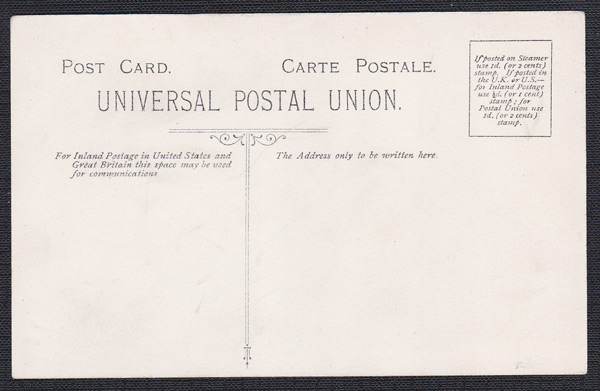 POST CARD. CARTE POSTALE.
UNIVERSAL POSTAL UNION.
If posted on Steamer
use 1d. (or 2 cents)
stamp. If posted in
the U.K. or U.S.—
for Inland Postage
use ½d. (or 1 cent)
stamp; for
Postal Union use
1d. (or 2 cents)
stamp.
For Inland Postage in United States and
Great Britain this space may be used
for communications
The Address only to be written here.